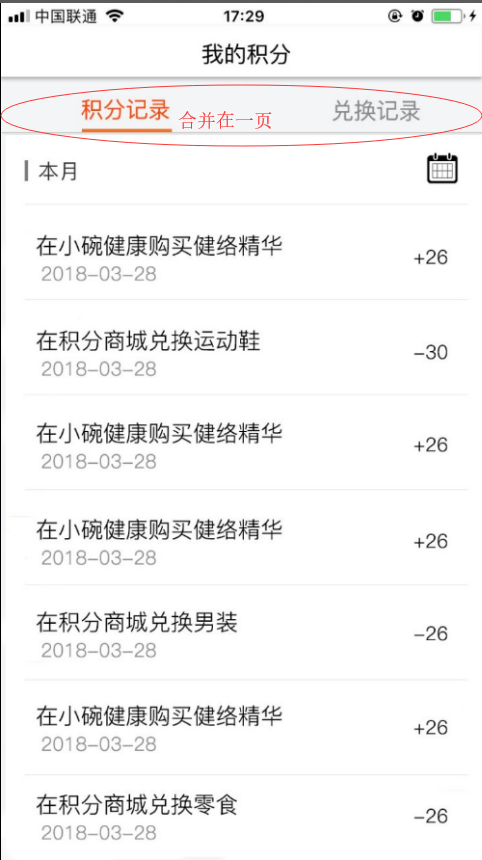 中国联通 17:29
我的积分
积分记录 合并在一页 兑换记录
本月
在小碗健康购买健络精华
2018-03-28
+26
在积分商城兑换运动鞋
2018-03-28
-30
在小碗健康购买健络精华
2018-03-28
+26
在小碗健康购买健络精华
2018-03-28
+26
在积分商城兑换男装
2018-03-28
-26
在小碗健康购买健络精华
2018-03-28
+26
在积分商城兑换零食
2018-03-28
-26